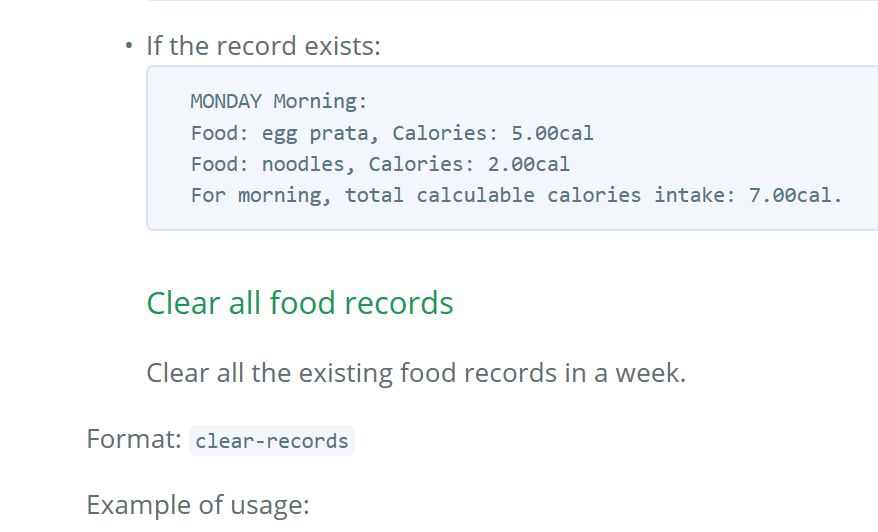 • If the record exists:
MONDAY Morning:
Food: egg prata, Calories: 5.00cal
Food: noodles, Calories: 2.00cal
For morning, total calculable calories intake: 7.00cal.
Clear all food records
Clear all the existing food records in a week.
Format: clear-records
Example of usage: